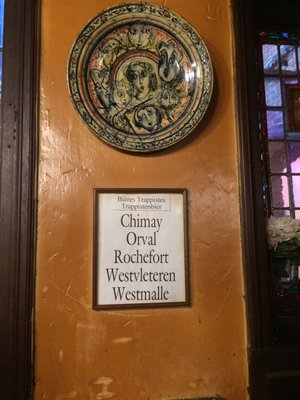 Bières Trappistes
Trappistenbier
Chimay
Orval
Rochefort
Westvleteren
Westmalle